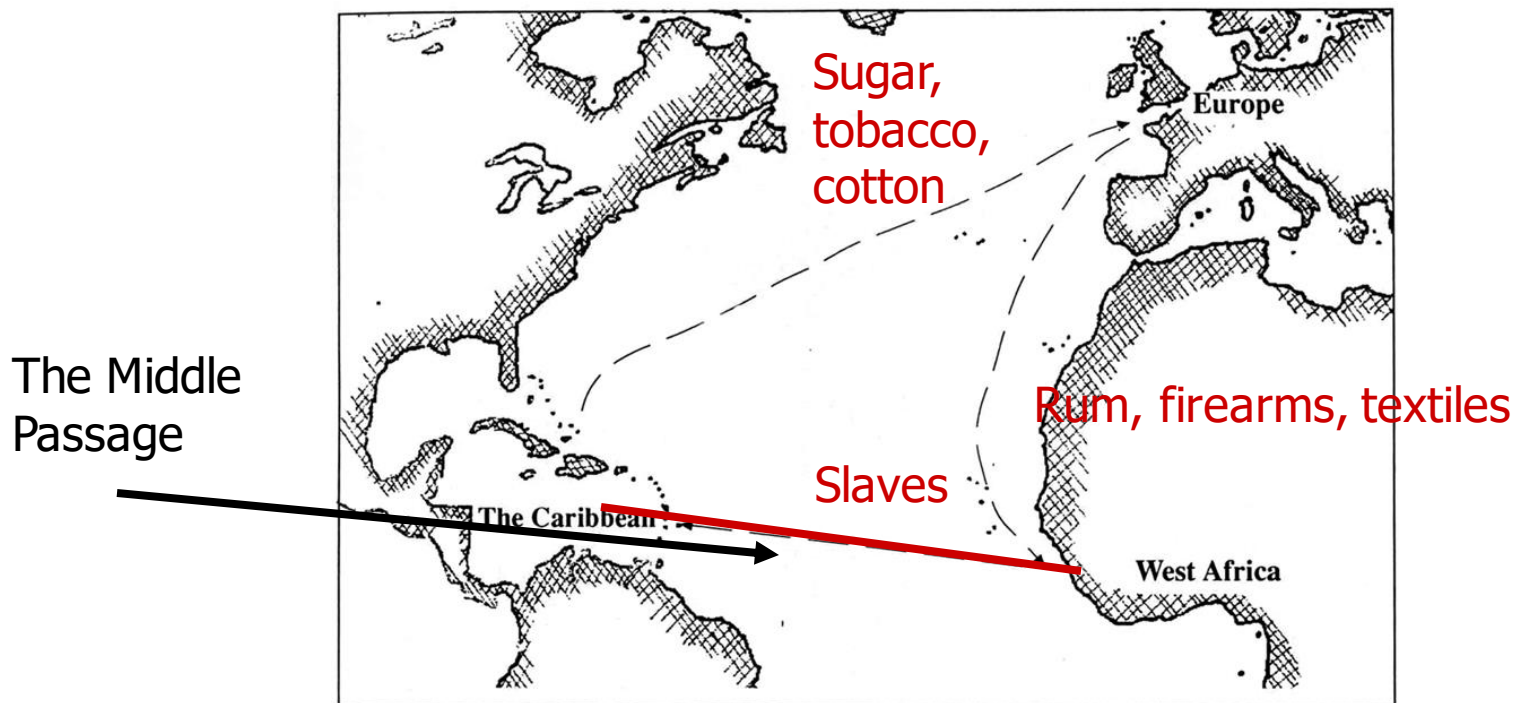 Sugar,
tobacco,
cotton
Europe
The Middle
Passage
Rum, firearms, textiles
Slaves
The Caribbean
West Africa